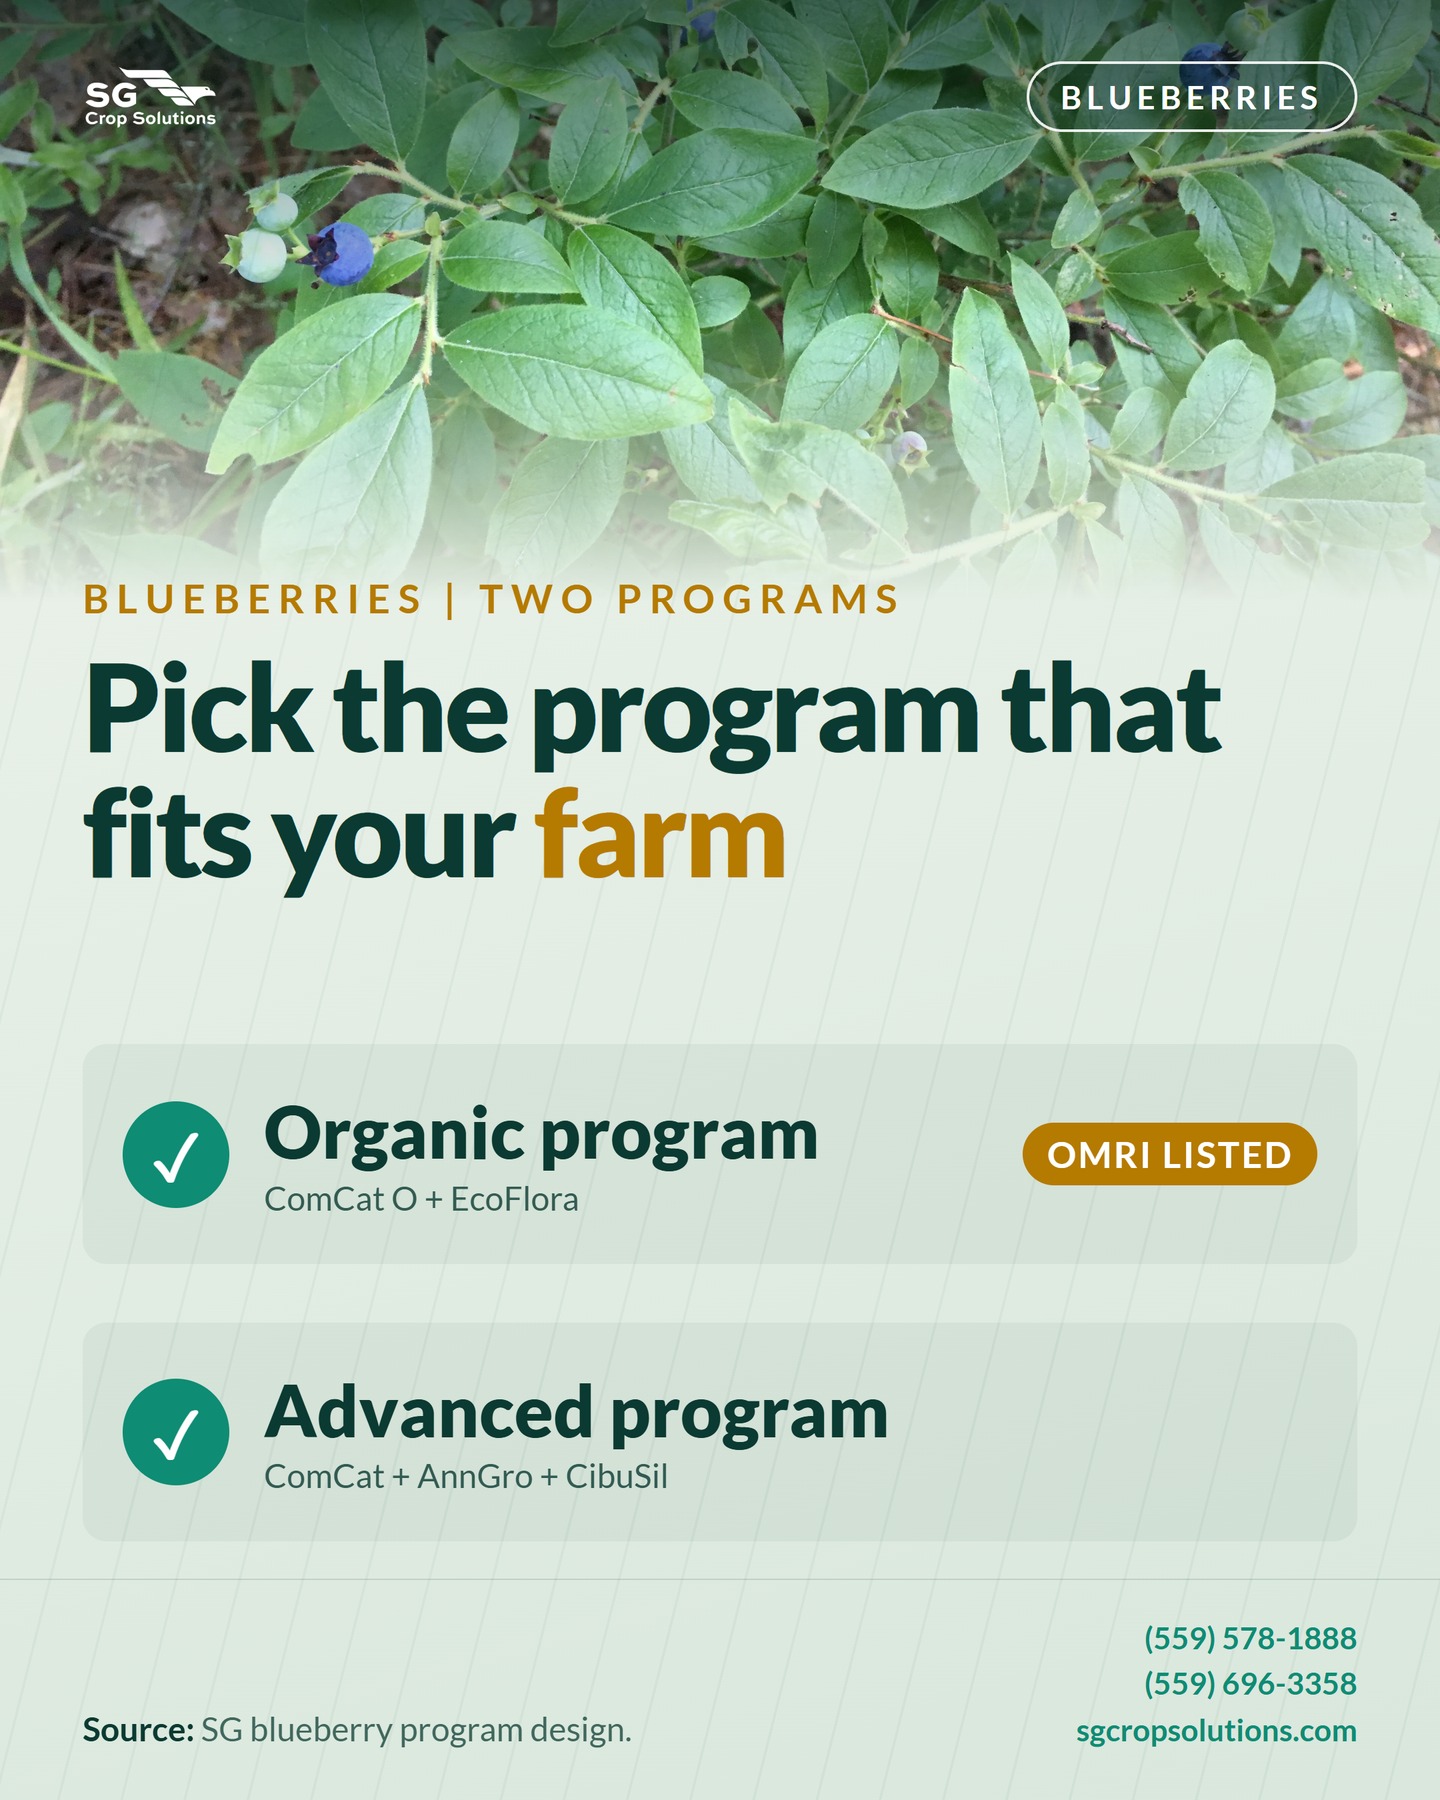 SG
Crop Solutions
BLUEBERRIES
BLUEBERRIES | TWO PROGRAMS
Pick the program that
fits your farm
Organic program
ComCat O + EcoFlora
OMRI LISTED
Advanced program
ComCat + AnnGro + CibuSil
(559) 578-1888
(559) 696-3358
Source: SG blueberry program design.
sgcropsolutions.com